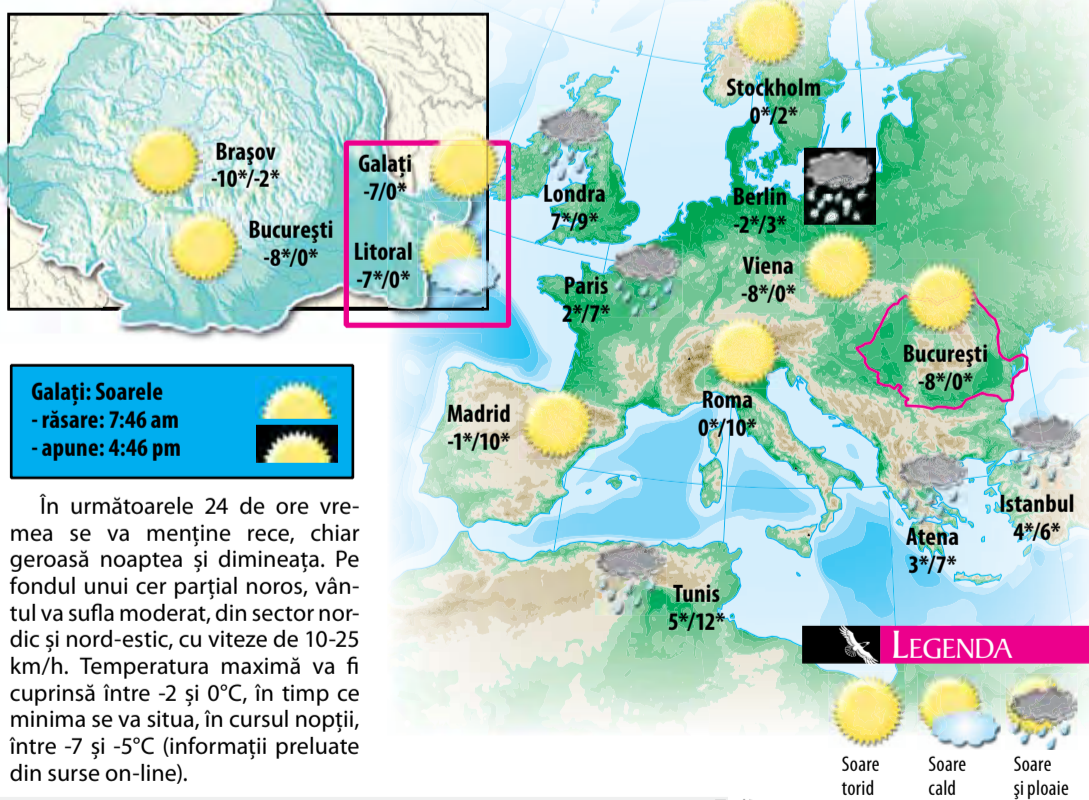 Brașov
-10*/-2*
București
-8*/0*
Galați
-7/0*
Litoral
-7*/0*
Stockholm
0*/2*
Londra
7*/9*
Berlin
-2*/3*
Paris
2*/7*
Viena
-8*/0*
București
-8*/0*
Madrid
-1*/10*
Roma
0*/10*
Istanbul
4*/6*
Atena
3*/7*
Tunis
5*/12*
Galați: Soarele
- răsare: 7:46 am
- apune: 4:46 pm
În următoarele 24 de ore vre-
mea se va menține rece, chiar
geroasă noaptea și dimineața. Pe
fondul unui cer parțial noros, vân-
tul va sufla moderat, din sector nor-
dic și nord-estic, cu viteze de 10-25
km/h. Temperatura maximă va fi
cuprinsă între -2 și 0°C, în timp ce
minima se va situa, în cursul nopții,
între -7 și -5°C (informații preluate
din surse on-line).
LEGENDA
Soare
torid
Soare
cald
Soare
și ploaie